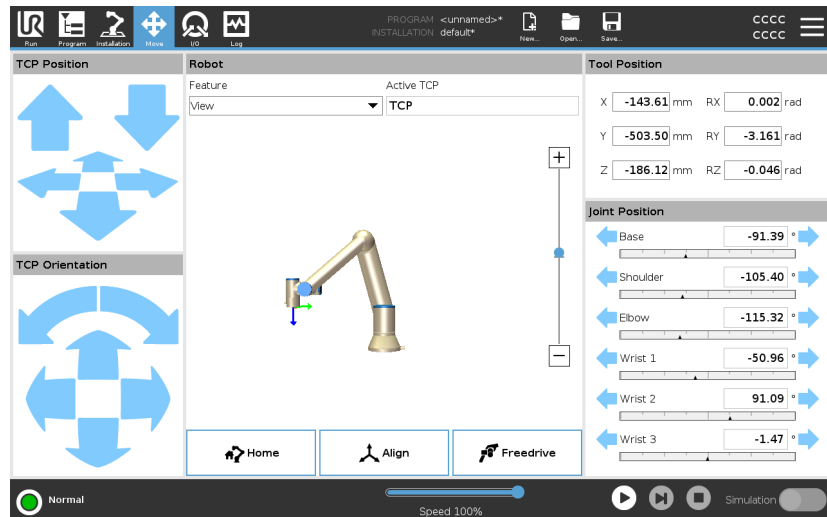 PROGRAM <unnamed>*
INSTALLATION default*
CCCC
CCCC
UR
Run
Program
Installation
Move
I/O
Log
New...
Open...
Save...
TCP Position
Robot
Tool Position
Feature
Active TCP
View
TCP
X -143.61 mm RX 0.002 rad
Y -503.50 mm RY -3.161 rad
Z -186.12 mm RZ -0.046 rad
Joint Position
Base -91.39 °
Shoulder -105.40 °
Elbow -115.32 °
Wrist 1 -50.96 °
Wrist 2 91.09 °
Wrist 3 -1.47 °
TCP Orientation
Home
Align
Freedrive
Normal
Speed 100%
Simulation